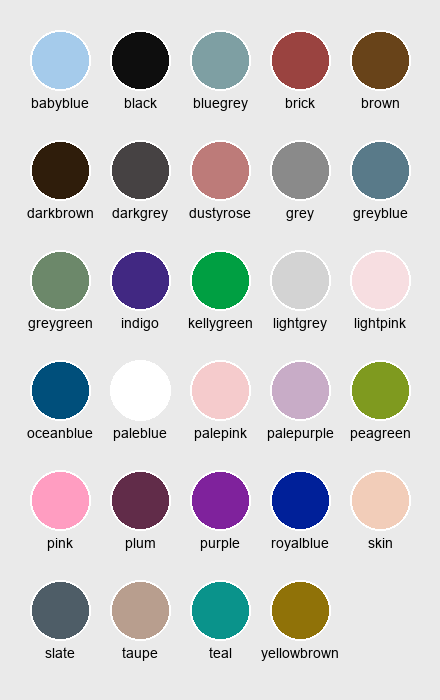 babyblue black bluegrey brick brown
darkbrown darkgrey dustyrose grey greyblue
greygreen indigo kellygreen lightgrey lightpink
oceanblue paleblue palepink palepurple peagreen
pink plum purple royalblue skin
slate taupe teal yellowbrown